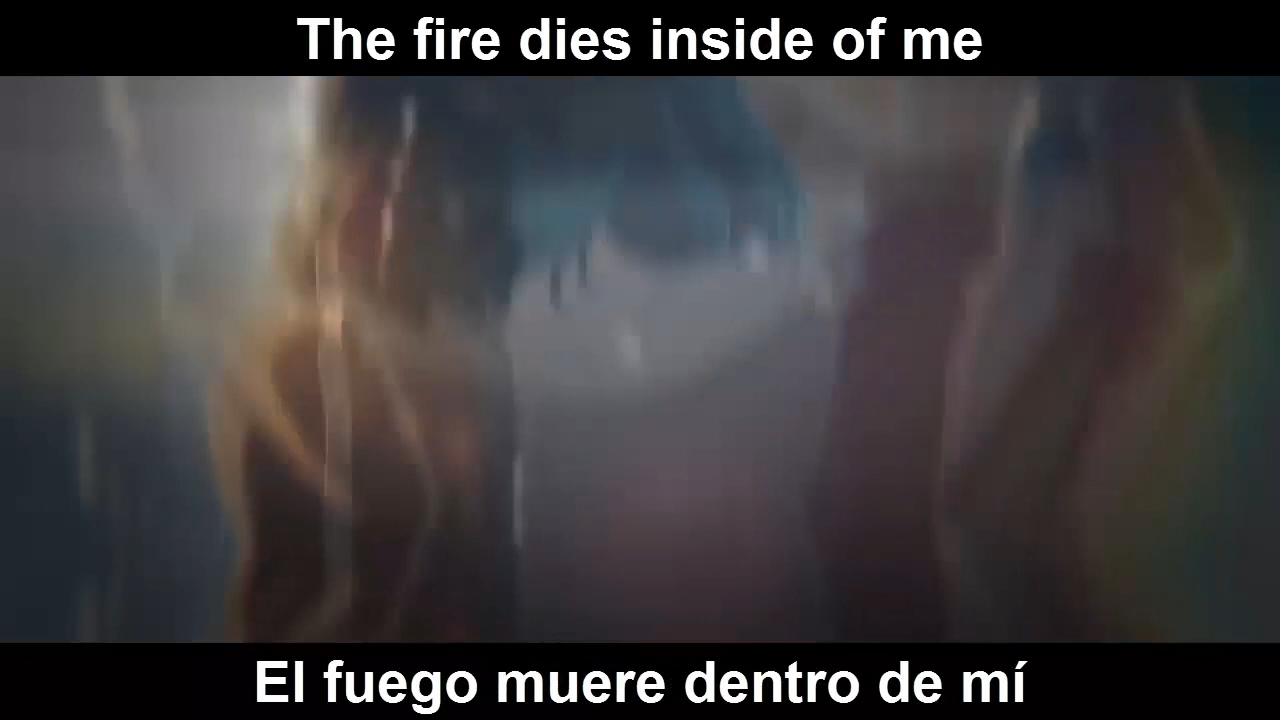 The fire dies inside of me
El fuego muere dentro de mí